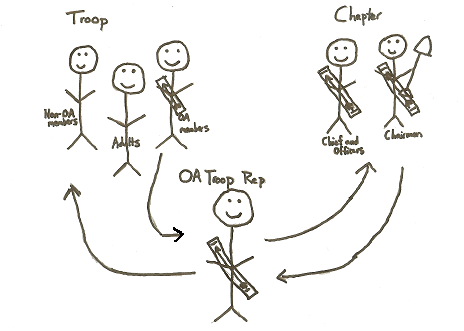 Troop
Chapter
Non-OA
members
Adults
OA
members
Chief and
Officers
Chairman
OA Troop Rep